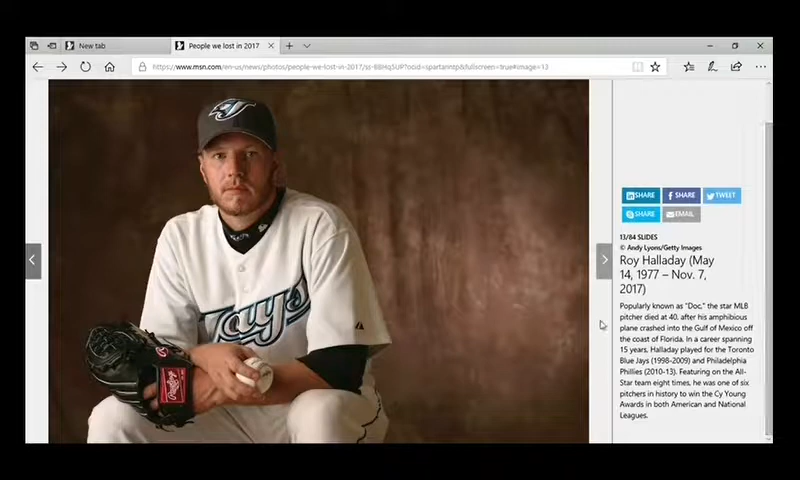 New tab
People we lost in 2017
https://www.msn.com/en-us/news/photos/people-we-lost-in-2017/ss-BBHq5UP?ocid=spartanntp&fullscreen=true#image=13
J
Jays
Rawlings
in SHARE
f SHARE
TWEET
SHARE
EMAIL
13/84 SLIDES
© Andy Lyons/Getty Images
Roy Halladay (May
14, 1977 – Nov. 7,
2017)
Popularly known as "Doc," the star MLB
pitcher died at 40, after his amphibious
plane crashed into the Gulf of Mexico off
the coast of Florida. In a career spanning
15 years, Halladay played for the Toronto
Blue Jays (1998-2009) and Philadelphia
Phillies (2010-13). Featuring on the All-
Star team eight times, he was one of six
pitchers in history to win the Cy Young
Awards in both American and National
Leagues.